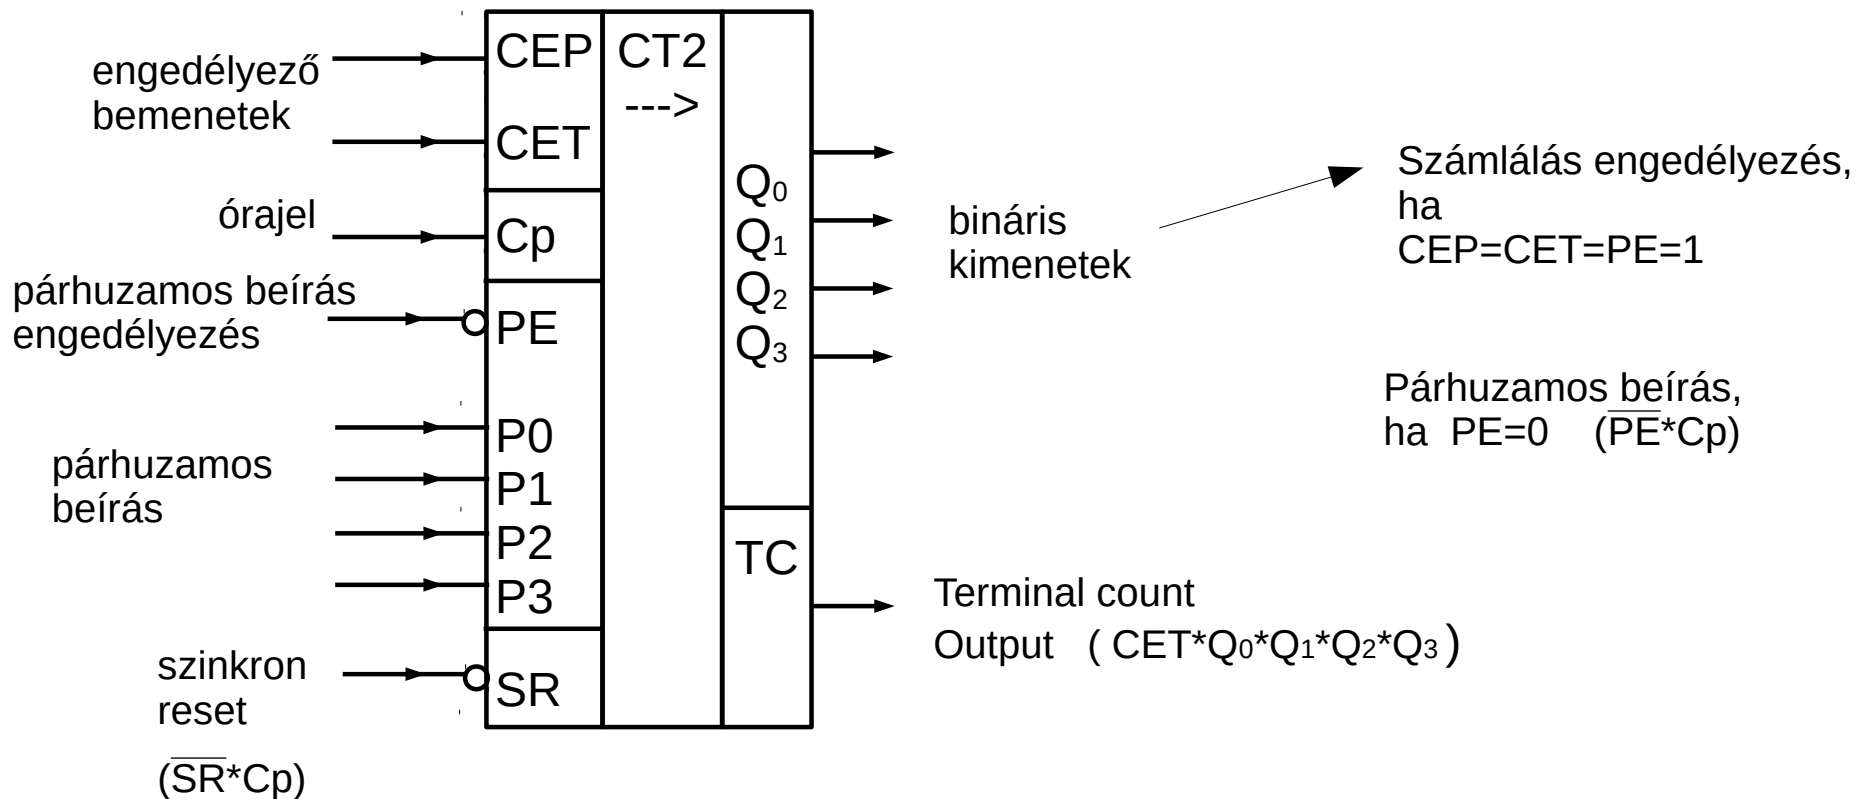 engedélyező
bemenetek
órajel
párhuzamos beírás
engedélyezés
párhuzamos
beírás
szinkron
reset
(S̅R̅*Cp)
CEP
CET
Cp
PE
P0
P1
P2
P3
SR
CT2
--->
Q0
Q1
Q2
Q3
TC
bináris
kimenetek
Terminal count
Output ( CET*Q0*Q1*Q2*Q3 )
Számlálás engedélyezés,
ha
CEP=CET=PE=1
Párhuzamos beírás,
ha PE=0 (P̅E̅*Cp)